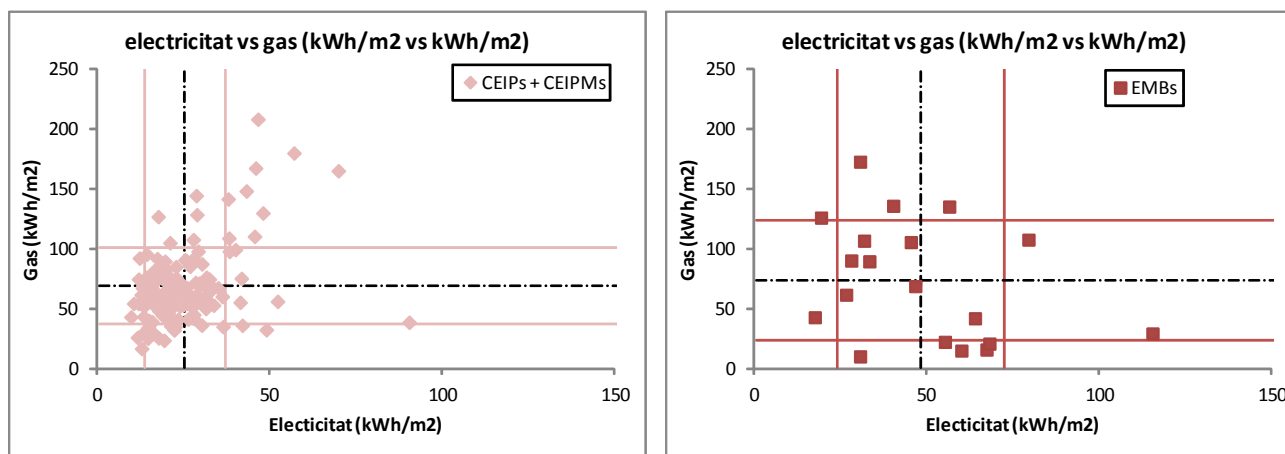 electricitat vs gas (kWh/m2 vs kWh/m2)
250
200
150
100
50
0
Gas (kWh/m2)
CEIPs + CEIPMs
0 50 100 150
Electicitat (kWh/m2)
electricitat vs gas (kWh/m2 vs kWh/m2)
250
200
150
100
50
0
Gas (kWh/m2)
EMBs
0 50 100 150
Electicitat (kWh/m2)